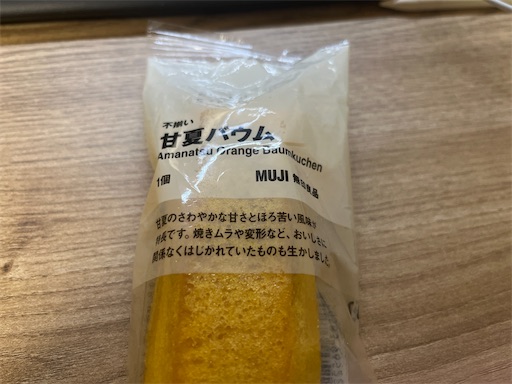 不揃い
甘夏バウム
Amanatsu Orange Baumkuchen
1個
MUJI 無印良品
甘夏のさわやかな甘さとほろ苦い風味が
特長です。焼きムラや変形など、おいしさに
関係なくはじかれていたものも生かしました。